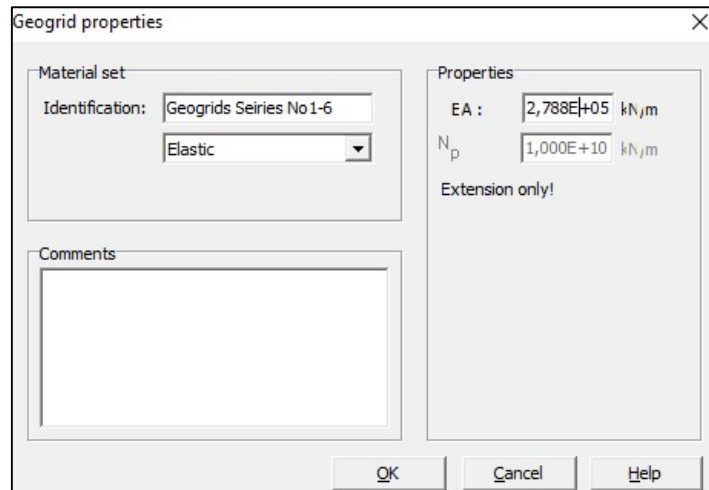 Geogrid properties
Material set
Identification: Geogrids Seiries No1-6
Elastic
Comments
Properties
EA : 2,788E+05 kN/m
Np 1,000E+10 kN/m
Extension only!
OK Cancel Help